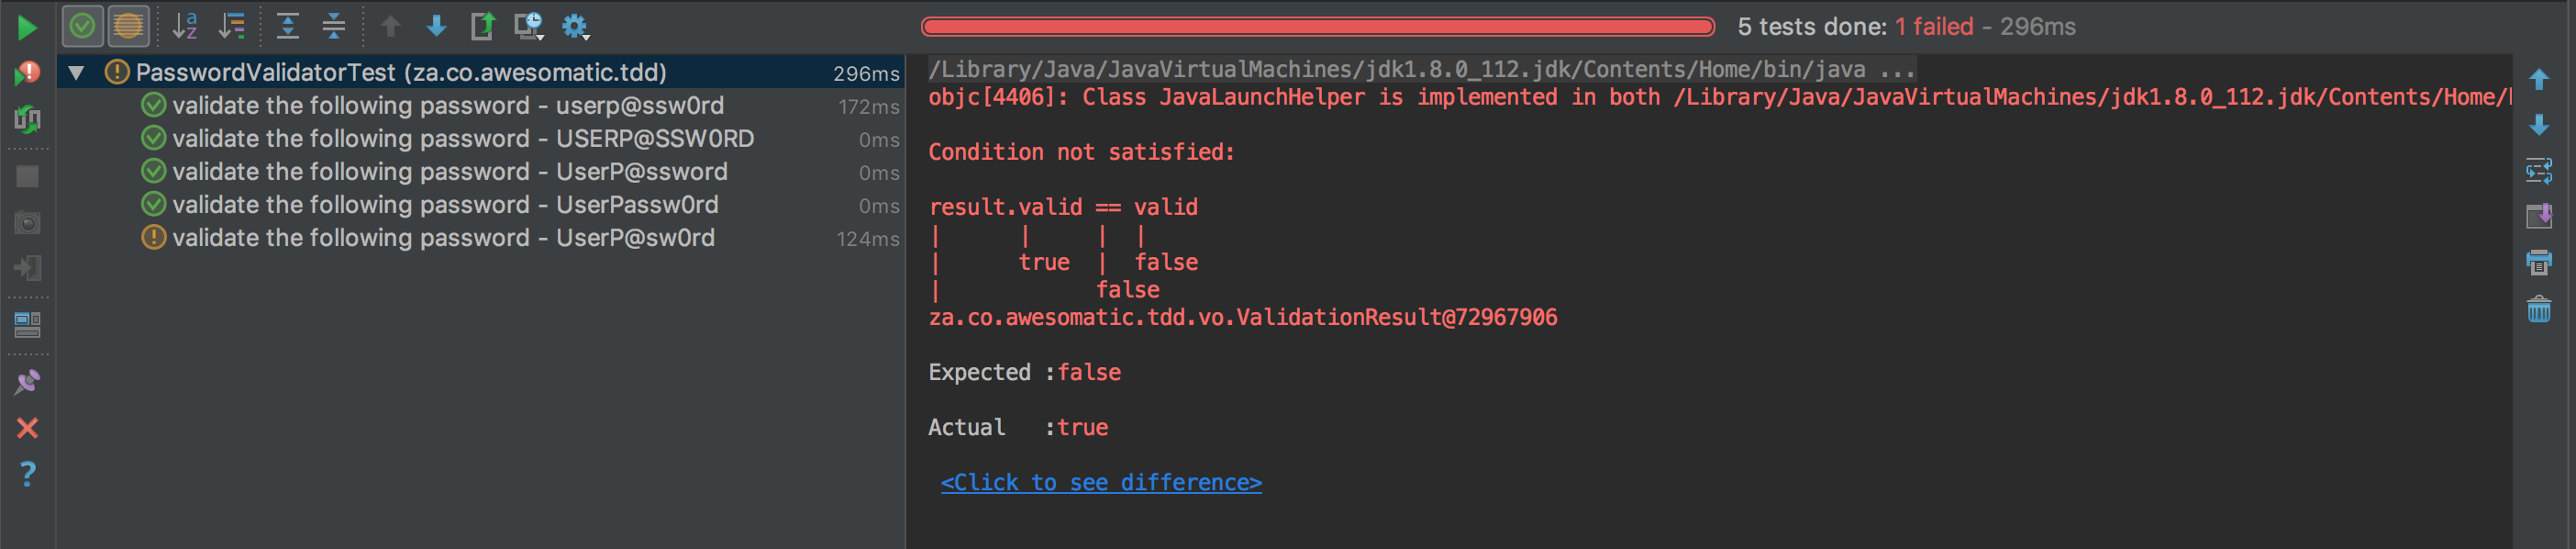 5 tests done: 1 failed - 296ms
PasswordValidatorTest (za.co.awesomatic.tdd) 296ms
validate the following password - userp@ssw0rd 172ms
validate the following password - USERP@SSW0RD 0ms
validate the following password - UserP@ssword 0ms
validate the following password - UserPassw0rd 0ms
validate the following password - UserP@sw0rd 124ms
/Library/Java/JavaVirtualMachines/jdk1.8.0_112.jdk/Contents/Home/bin/java ...
objc[4406]: Class JavaLaunchHelper is implemented in both /Library/Java/JavaVirtualMachines/jdk1.8.0_112.jdk/Contents/Home/
Condition not satisfied:
result.valid == valid
|      |     |  |
|      true  |  false
|            false
za.co.awesomatic.tdd.vo.ValidationResult@72967906
Expected :false
Actual   :true
<Click to see difference>